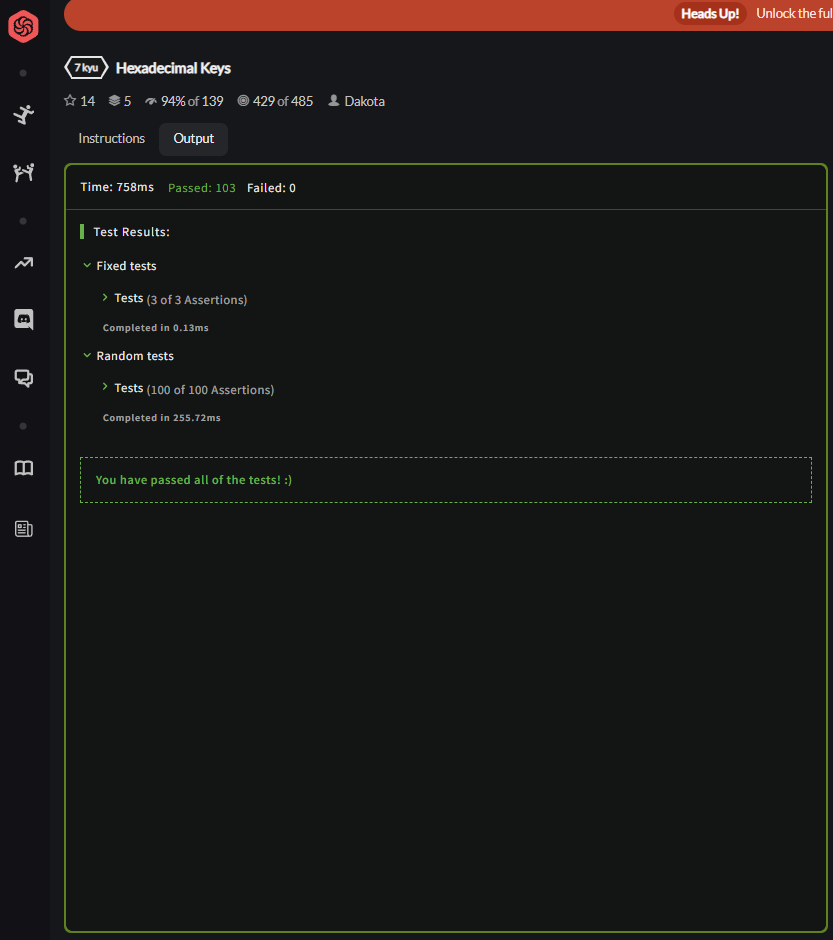 Heads Up! Unlock the ful
7 kyu Hexadecimal Keys
14 5 94% of 139 429 of 485 Dakota
Instructions Output
Time: 758ms Passed: 103 Failed: 0
Test Results:
Fixed tests
Tests (3 of 3 Assertions)
Completed in 0.13ms
Random tests
Tests (100 of 100 Assertions)
Completed in 255.72ms
You have passed all of the tests! :)